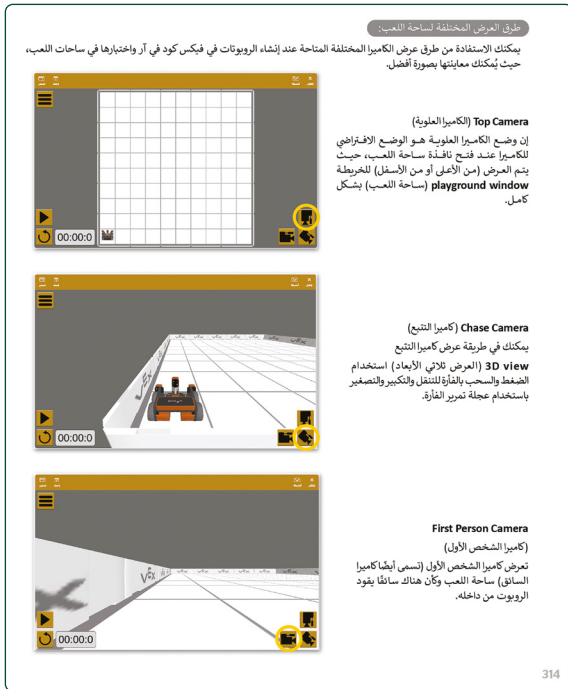 طرق العرض المختلفة لساحة اللعب:
يمكنك الاستفادة من طرق عرض الكاميرا المختلفة المتاحة عند إنشاء الروبوتات في فيكس كود في آر واختبارها في ساحات اللعب،
حيث يُمكنك معاينتها بصورة أفضل.
Top Camera (الكاميرا العلوية)
إن وضع الكاميرا العلوية هو الوضع الافتراضي
للكاميرا عند فتح نافذة ساحة اللعب، حيث
يتم العرض (من الأعلى أو من الأسفل) للخريطة
playground window (ساحة اللعب) بشكل
كامل.
00:00:0
Chase Camera (كاميرا التتبع)
يمكنك في طريقة عرض كاميرا التتبع
3D view (العرض ثلاثي الأبعاد) استخدام
الضغط والسحب بالفأرة للتنقل والتكبير والتصغير
باستخدام عجلة تمرير الفأرة.
00:00:0
First Person Camera
(كاميرا الشخص الأول)
تعرض كاميرا الشخص الأول (تسمى أيضًا كاميرا
السائق) ساحة اللعب وكأن هناك سائقًا يقود
الروبوت من داخله.
VEX
00:00:0
314